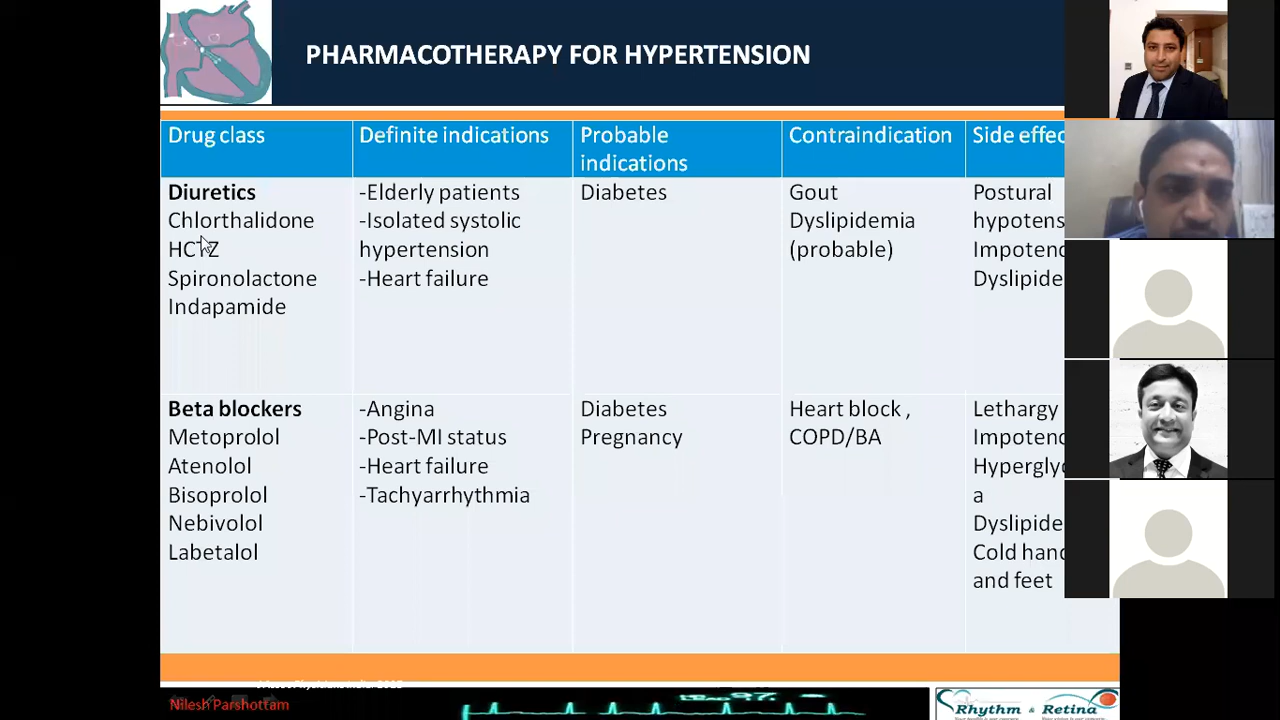 PHARMACOTHERAPY FOR HYPERTENSION
Drug class
Definite indications
Probable
indications
Contraindication
Side effec
Diuretics
Chlorthalidone
HCTZ
Spironolactone
Indapamide
-Elderly patients
-Isolated systolic
hypertension
-Heart failure
Diabetes
Gout
Dyslipidemia
(probable)
Postural
hypotens
Impotenc
Dyslipide
Beta blockers
Metoprolol
Atenolol
Bisoprolol
Nebivolol
Labetalol
-Angina
-Post-MI status
-Heart failure
-Tachyarrhythmia
Diabetes
Pregnancy
Heart block ,
COPD/BA
Lethargy
Impotenc
Hyperglyc
a
Dyslipide
Cold hand
and feet
Nilesh Parshottam
Rhythm & Retina